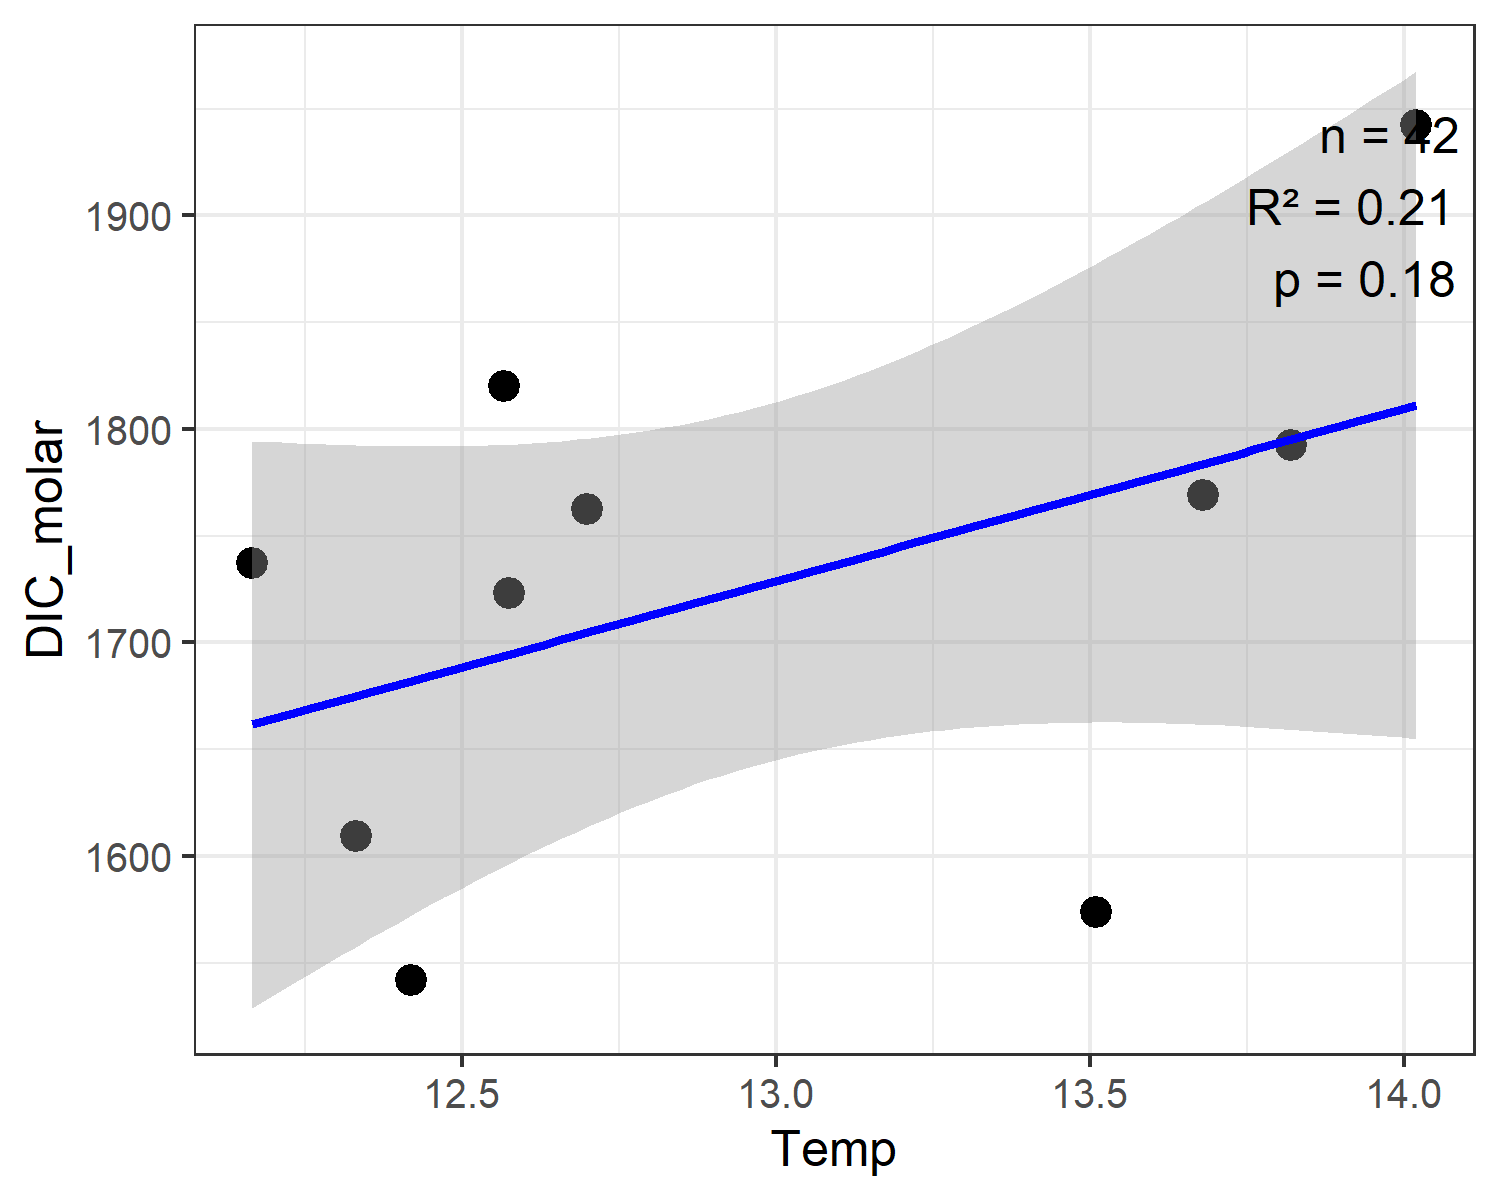 n = 42
R² = 0.21
p = 0.18
1900
1800
1700
1600
DIC_molar
12.5 13.0 13.5 14.0
Temp